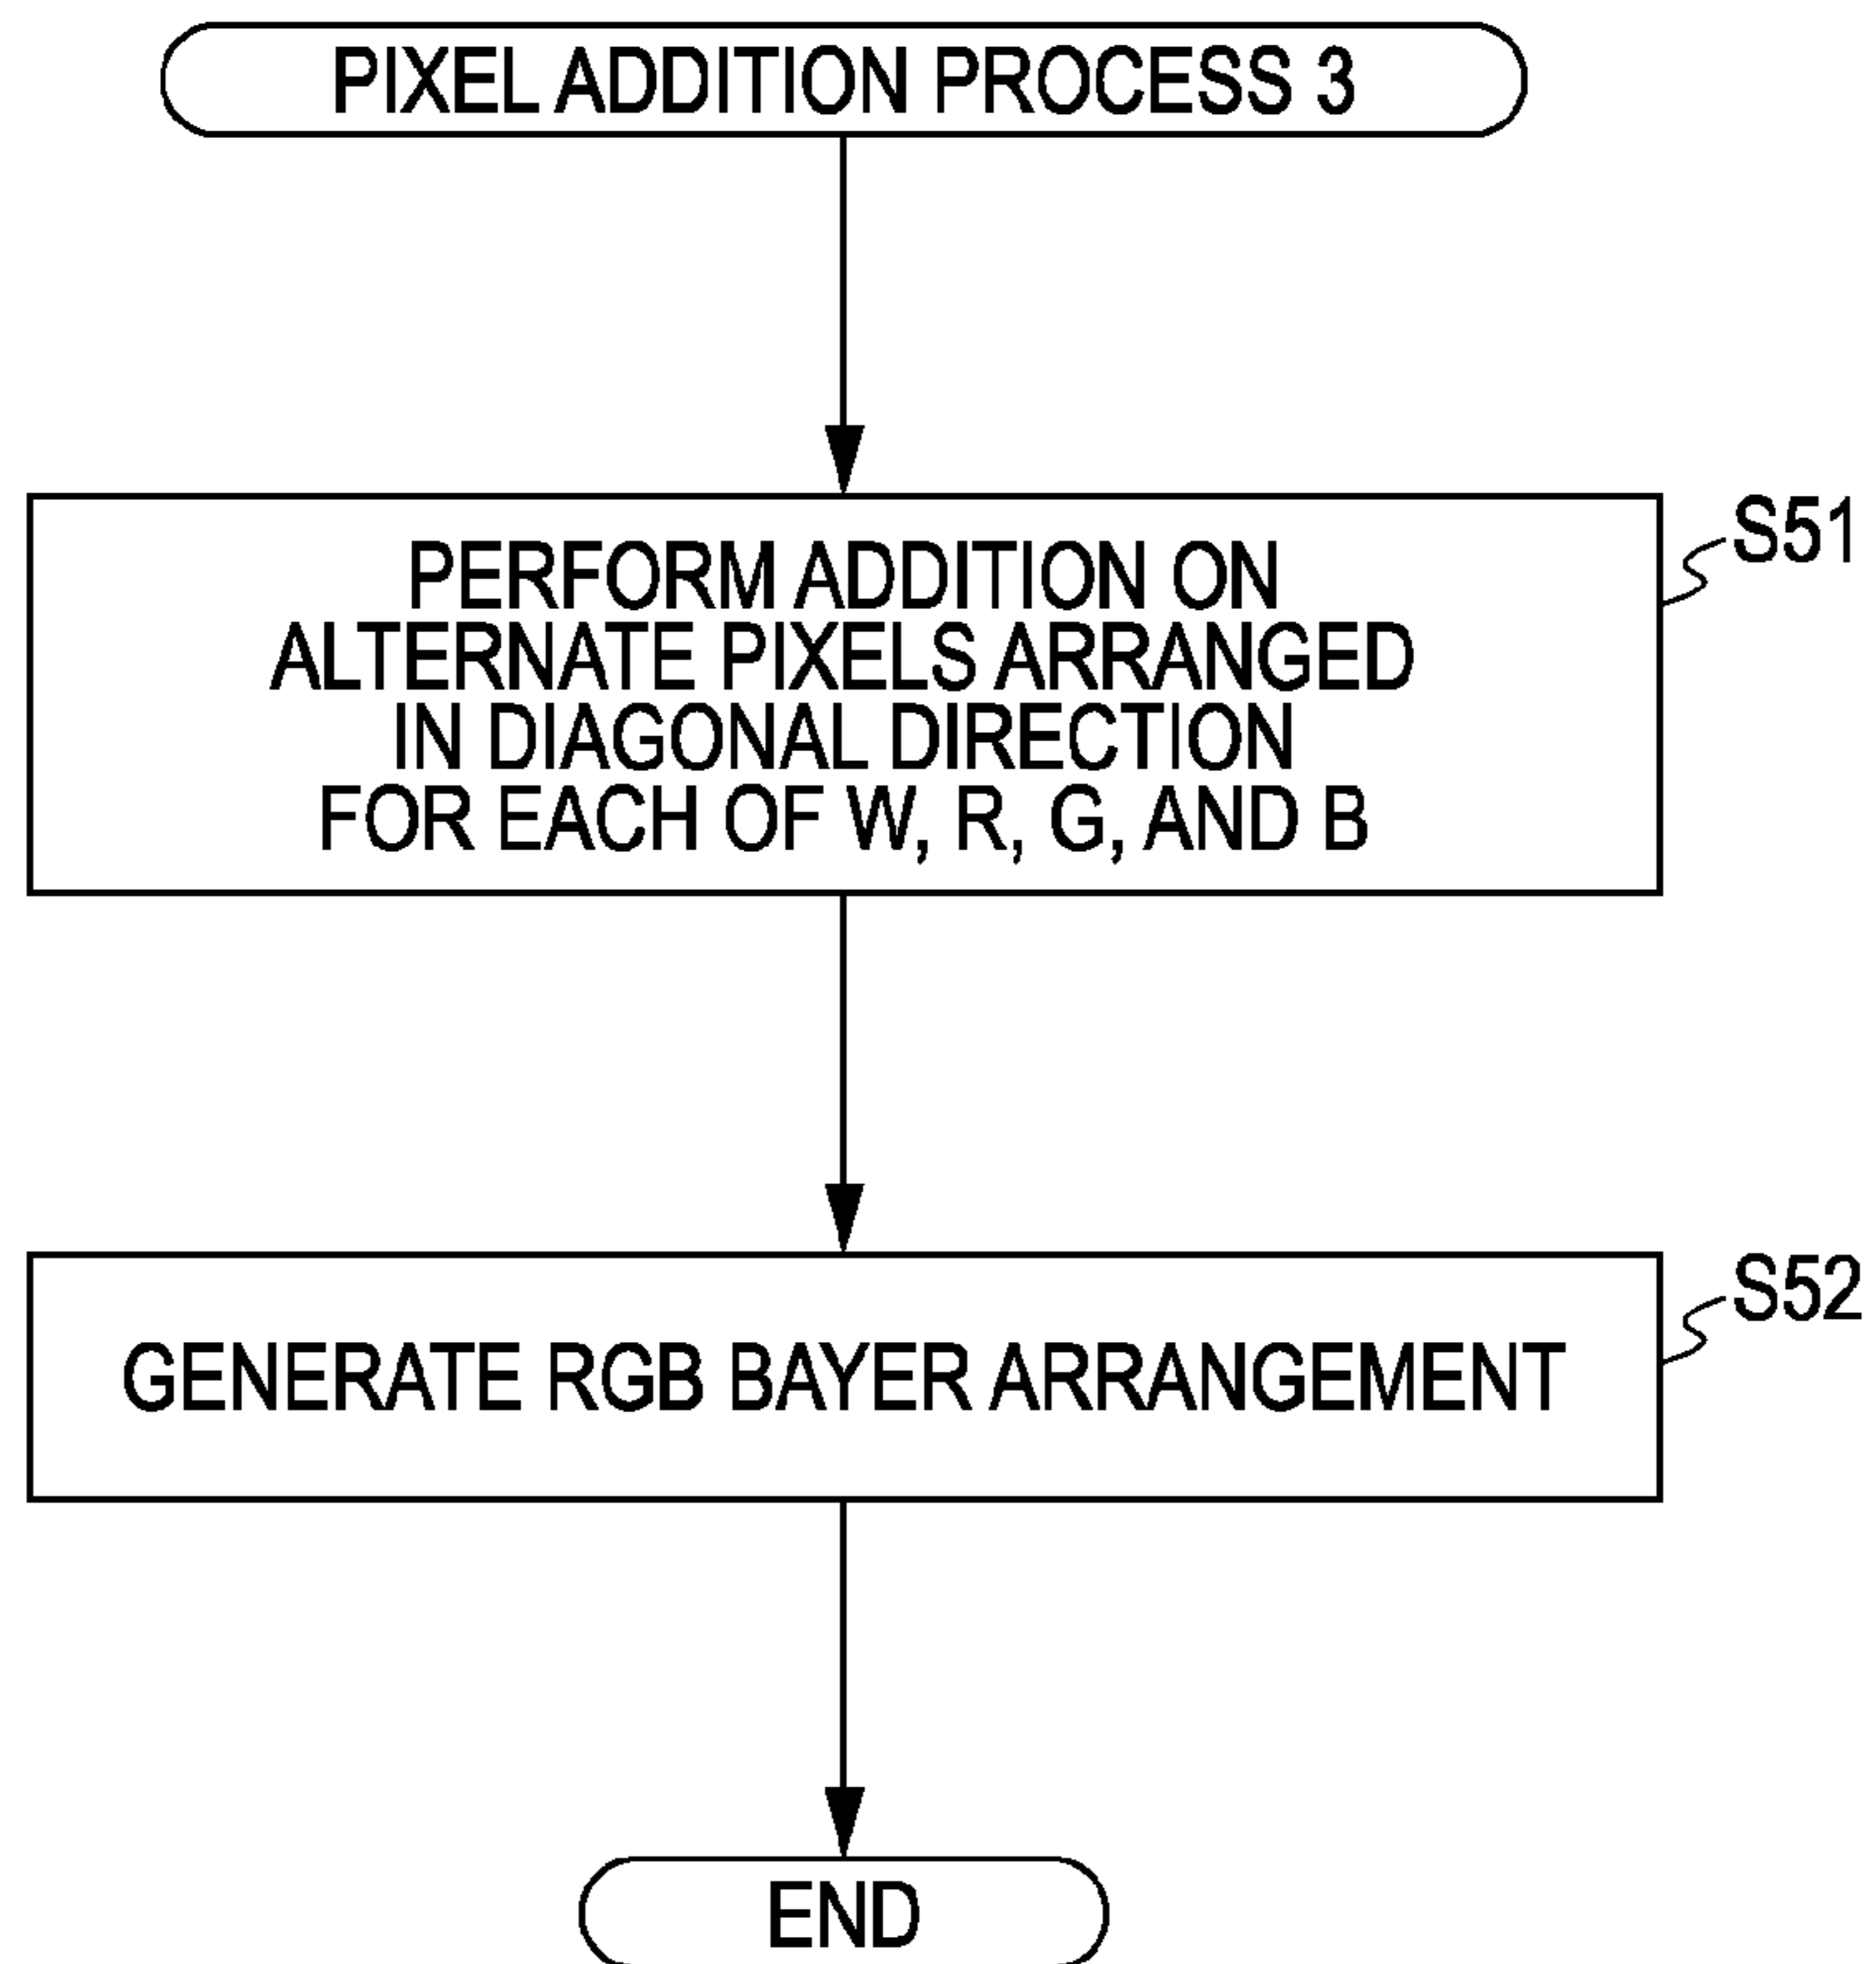 PIXEL ADDITION PROCESS 3
S51
PERFORM ADDITION ON
ALTERNATE PIXELS ARRANGED
IN DIAGONAL DIRECTION
FOR EACH OF W, R, G, AND B
S52
GENERATE RGB BAYER ARRANGEMENT
END